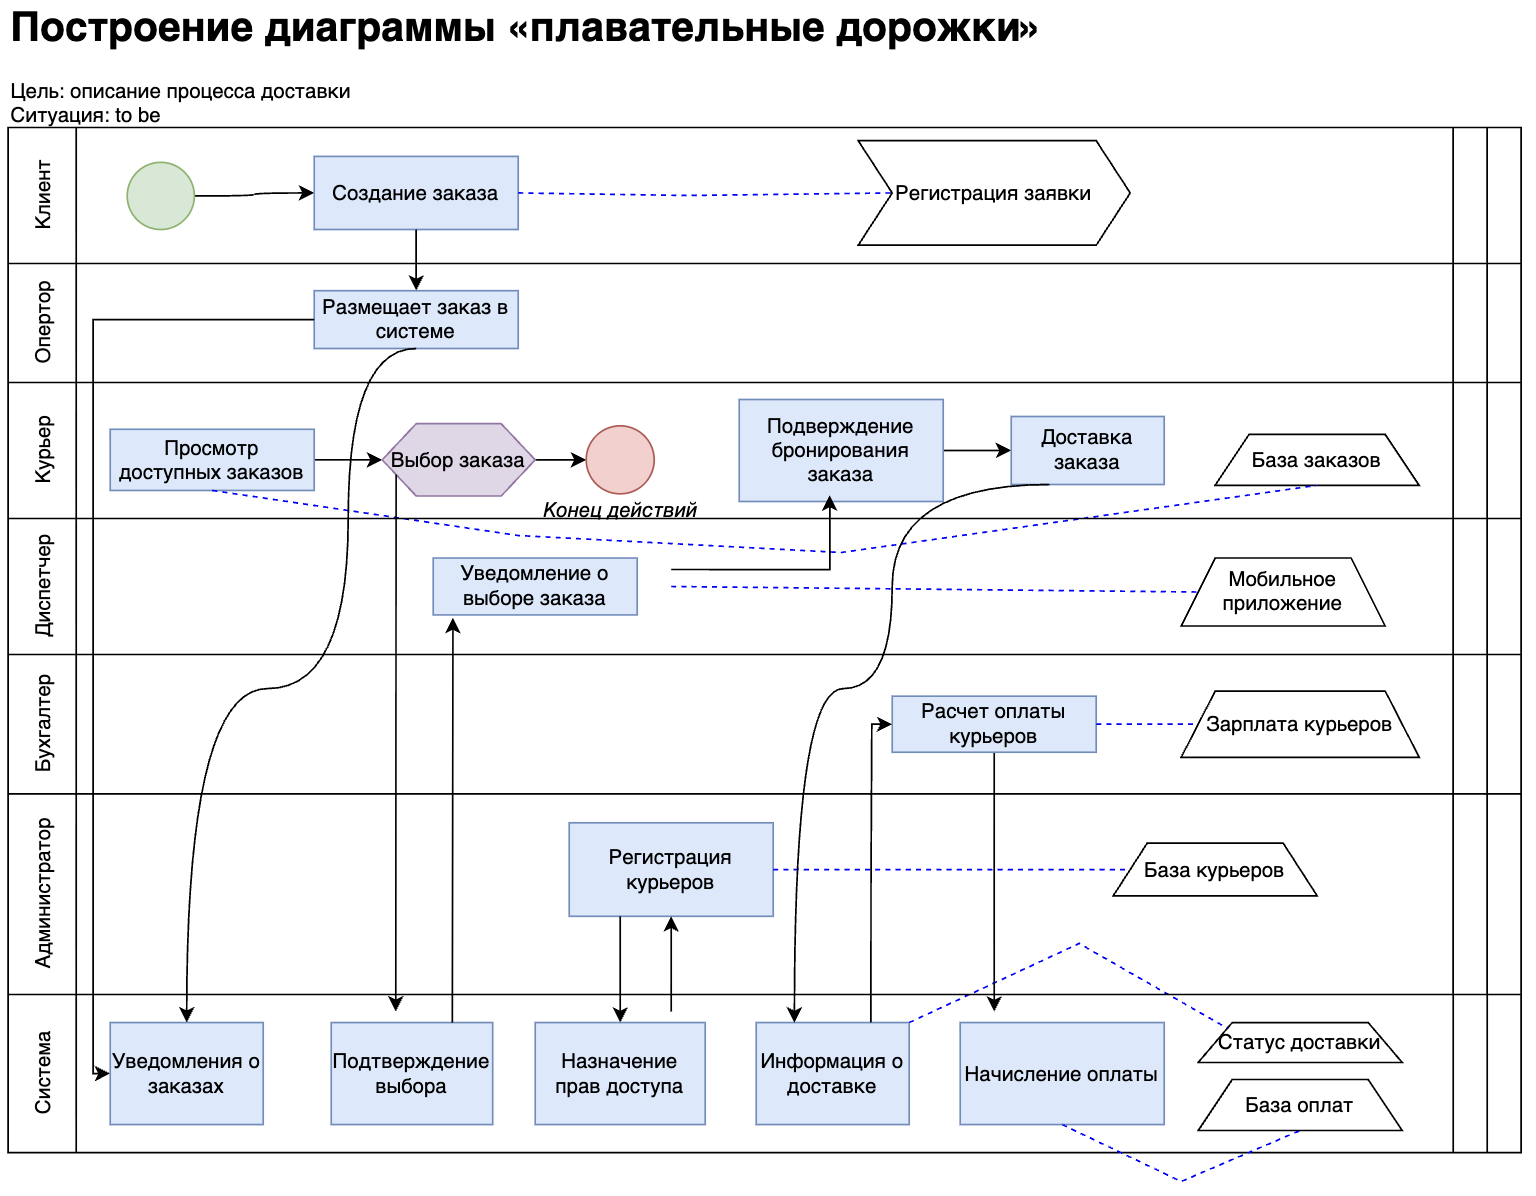 Построение диаграммы «плавательные дорожки»
Цель: описание процесса доставки
Ситуация: to be
Клиент
Создание заказа
Регистрация заявки
Опертор
Размещает заказ в
системе
Курьер
Просмотр
доступных заказов
Выбор заказа
Конец действий
Подверждение
бронирования
заказа
Доставка
заказа
База заказов
Диспетчер
Уведомление о
выборе заказа
Мобильное
приложение
Бухгалтер
Расчет оплаты
курьеров
Зарплата курьеров
Администратор
Регистрация
курьеров
База курьеров
Система
Уведомления о
заказах
Подтверждение
выбора
Назначение
прав доступа
Информация о
доставке
Начисление оплаты
Статус доставки
База оплат